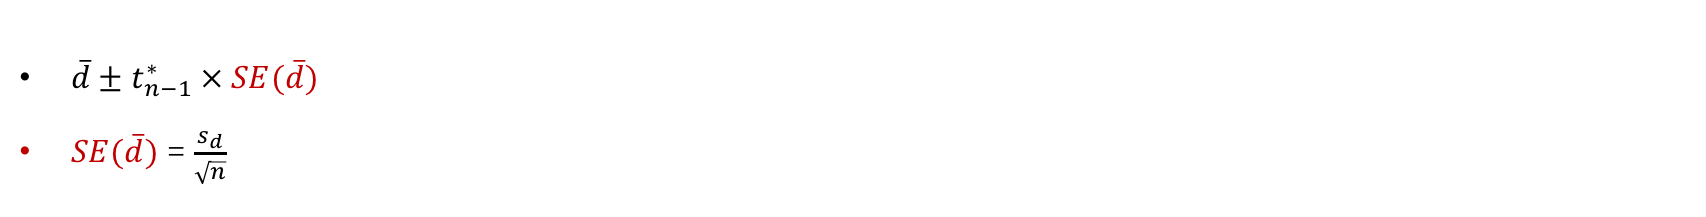 • d̄ ± t*ₙ₋₁ × SE(d̄)
• SE(d̄) = s_d/√n